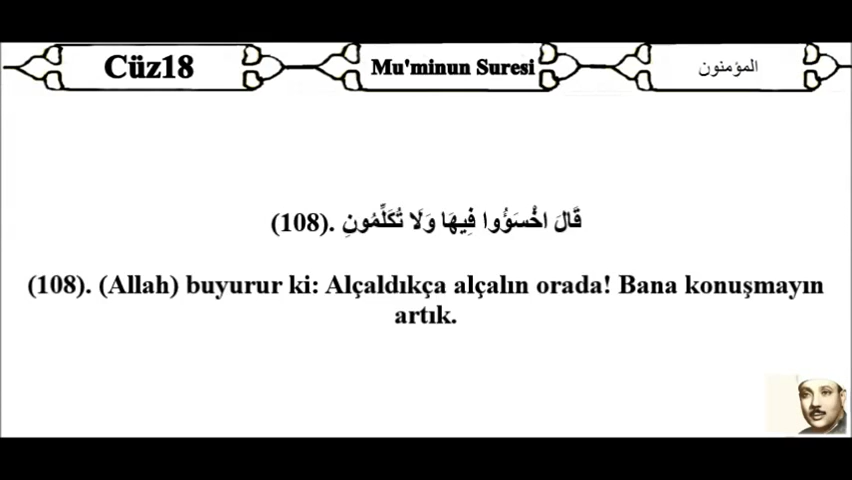 Cüz18
Mu'minun Suresi
المؤمنون
قَالَ اخْسَؤُوا فِيهَا وَلَا تُكَلِّمُونِ .(108)
(108). (Allah) buyurur ki: Alçaldıkça alçalın orada! Bana konuşmayın
artık.